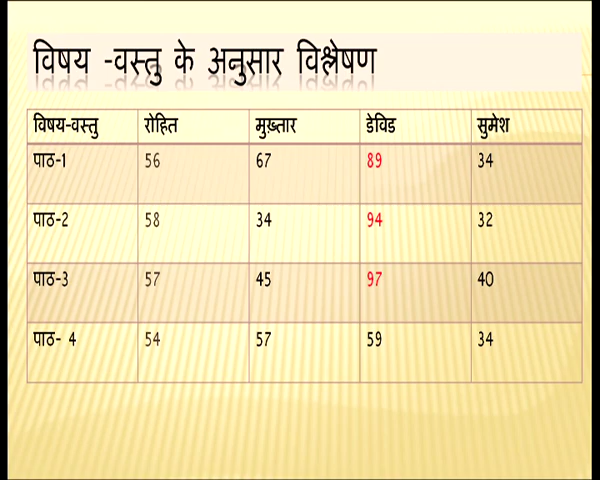 विषय -वस्तु के अनुसार विश्लेषण
विषय-वस्तु रोहित मुख़्तार डेविड सुमेश
पाठ-1 56 67 89 34
पाठ-2 58 34 94 32
पाठ-3 57 45 97 40
पाठ- 4 54 57 59 34